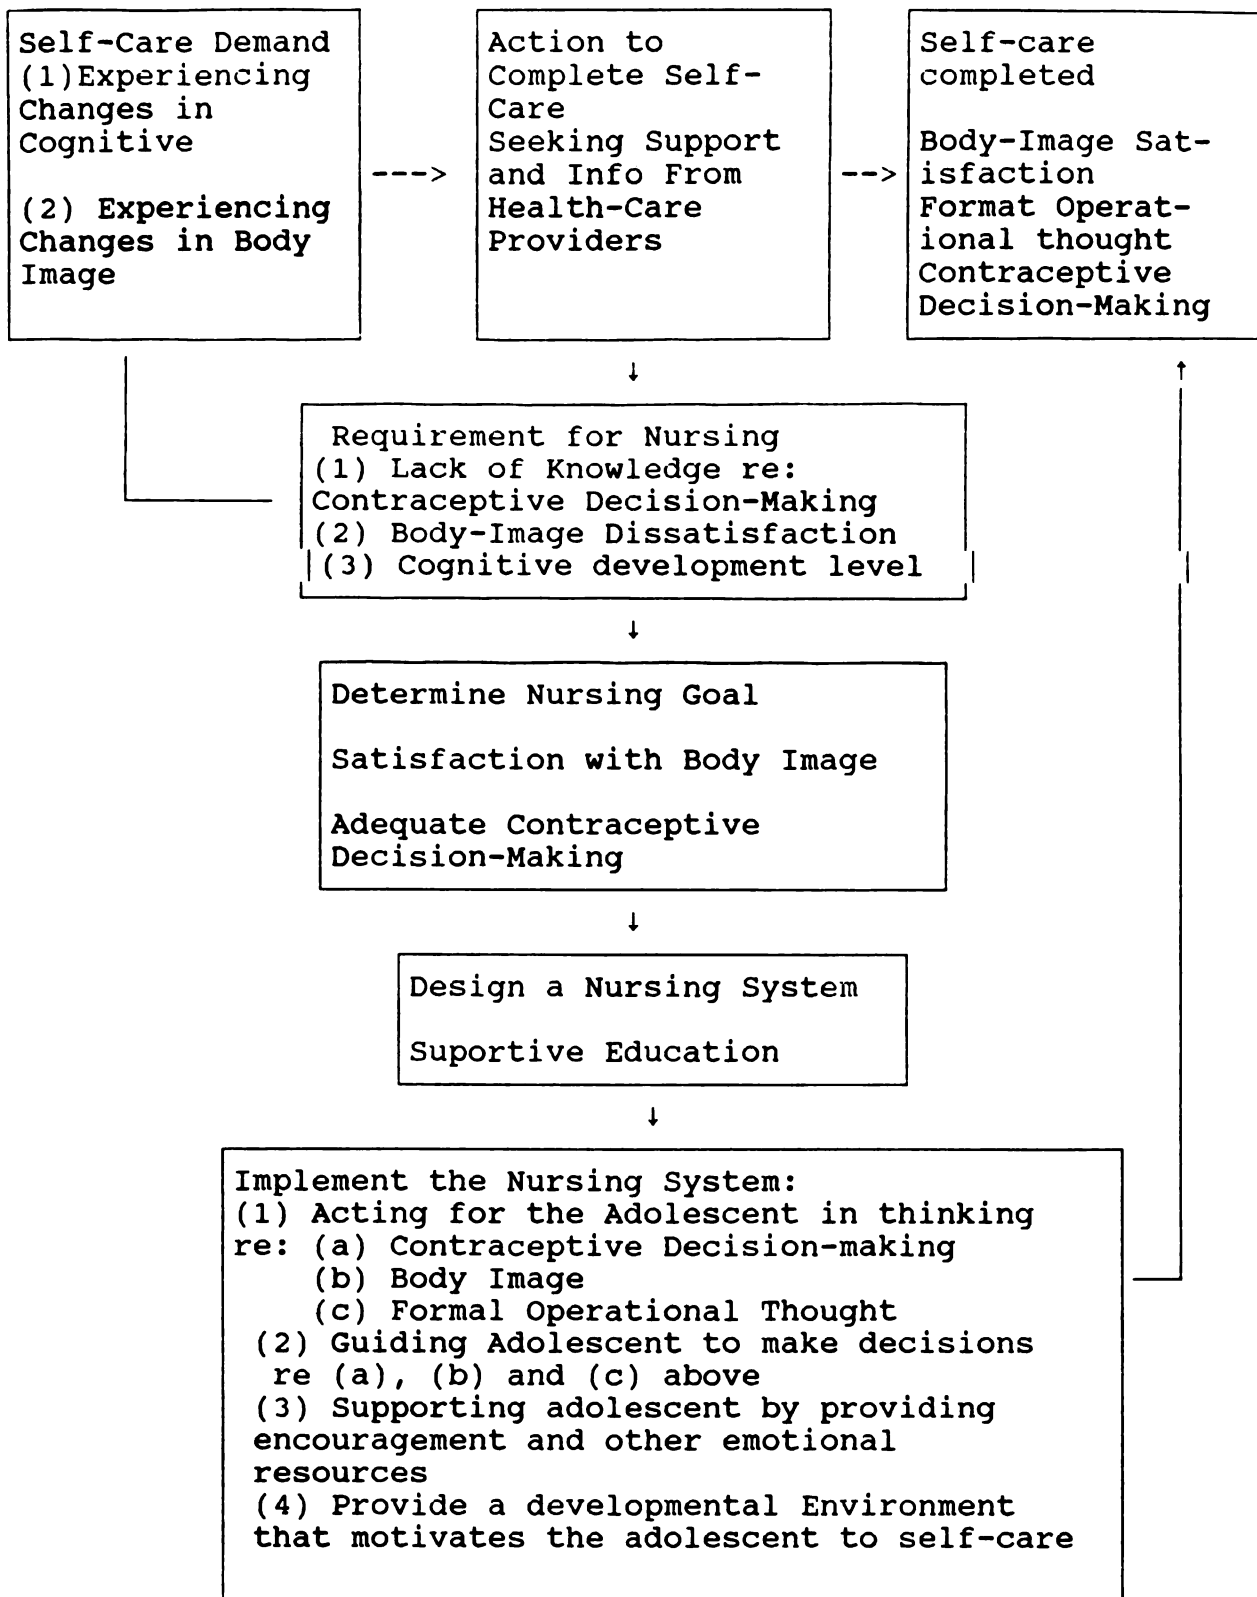 Self-Care Demand
(1)Experiencing
Changes in
Cognitive
(2) Experiencing
Changes in Body
Image
--->
Action to
Complete Self-
Care
Seeking Support
and Info From
Health-Care
Providers
-->
Self-care
completed
Body-Image Sat-
isfaction
Format Operat-
ional thought
Contraceptive
Decision-Making
↓
↑
Requirement for Nursing
(1) Lack of Knowledge re:
Contraceptive Decision-Making
(2) Body-Image Dissatisfaction
(3) Cognitive development level
↓
Determine Nursing Goal
Satisfaction with Body Image
Adequate Contraceptive
Decision-Making
↓
Design a Nursing System
Suportive Education
↓
Implement the Nursing System:
(1) Acting for the Adolescent in thinking
re: (a) Contraceptive Decision-making
(b) Body Image
(c) Formal Operational Thought
(2) Guiding Adolescent to make decisions
re (a), (b) and (c) above
(3) Supporting adolescent by providing
encouragement and other emotional
resources
(4) Provide a developmental Environment
that motivates the adolescent to self-care